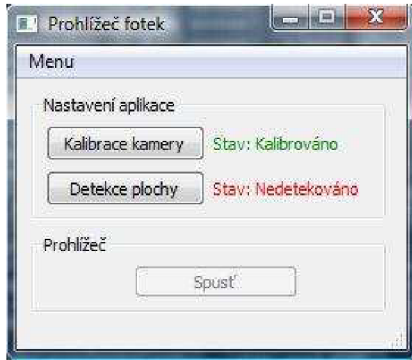 Prohlížeč fotek
Menu
Nastavení aplikace
Kalibrace kamery Stav: Kalibrováno
Detekce plochy Stav: Nedetekováno
Prohlížeč
Spusť